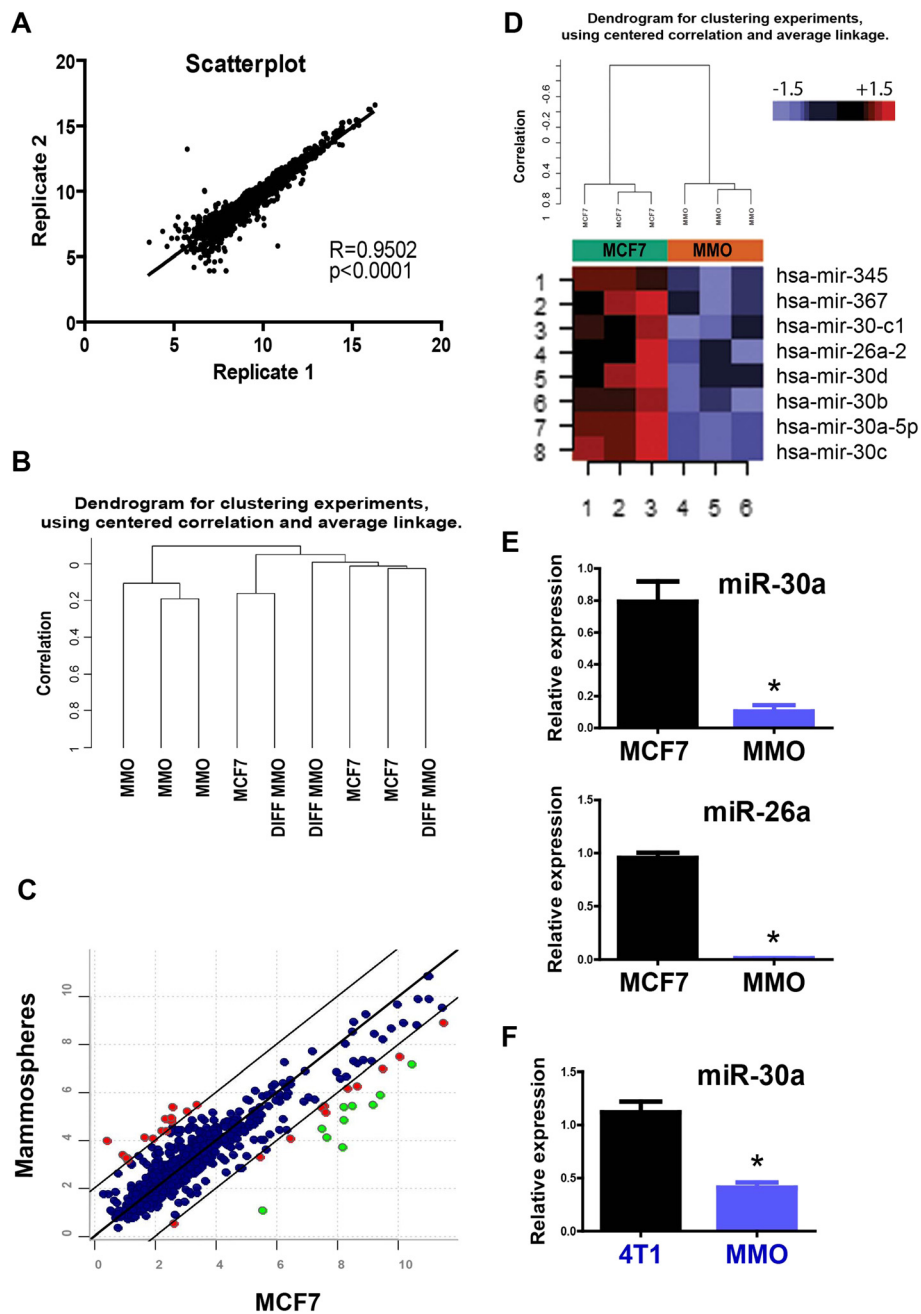 A
Scatterplot
20
15
10
5
0
0
5
10
15
20
Replicate 2
Replicate 1
R=0.9502
p<0.0001
B
Dendrogram for clustering experiments,
using centered correlation and average linkage.
Correlation
0
0.2
0.4
0.6
0.8
1
MMO
MMO
MMO
MCF7
DIFF MMO
DIFF MMO
MCF7
MCF7
DIFF MMO
C
Mammospheres
10
8
6
4
2
0
0
2
4
6
8
10
MCF7
D
Dendrogram for clustering experiments,
using centered correlation and average linkage.
-1.5
+1.5
Correlation
-0.6
-0.2
0.2
0.4
0.8
1
MCF7
MCF7
MCF7
MMO
MMO
MMO
MCF7
MMO
1
hsa-mir-345
2
hsa-mir-367
3
hsa-mir-30-c1
4
hsa-mir-26a-2
5
hsa-mir-30d
6
hsa-mir-30b
7
hsa-mir-30a-5p
8
hsa-mir-30c
1 2 3 4 5 6
E
miR-30a
Relative expression
1.0
0.8
0.6
0.4
0.2
0.0
*
MCF7
MMO
miR-26a
Relative expression
1.5
1.0
0.5
0.0
*
MCF7
MMO
F
miR-30a
Relative expression
1.5
1.0
0.5
0.0
*
4T1
MMO